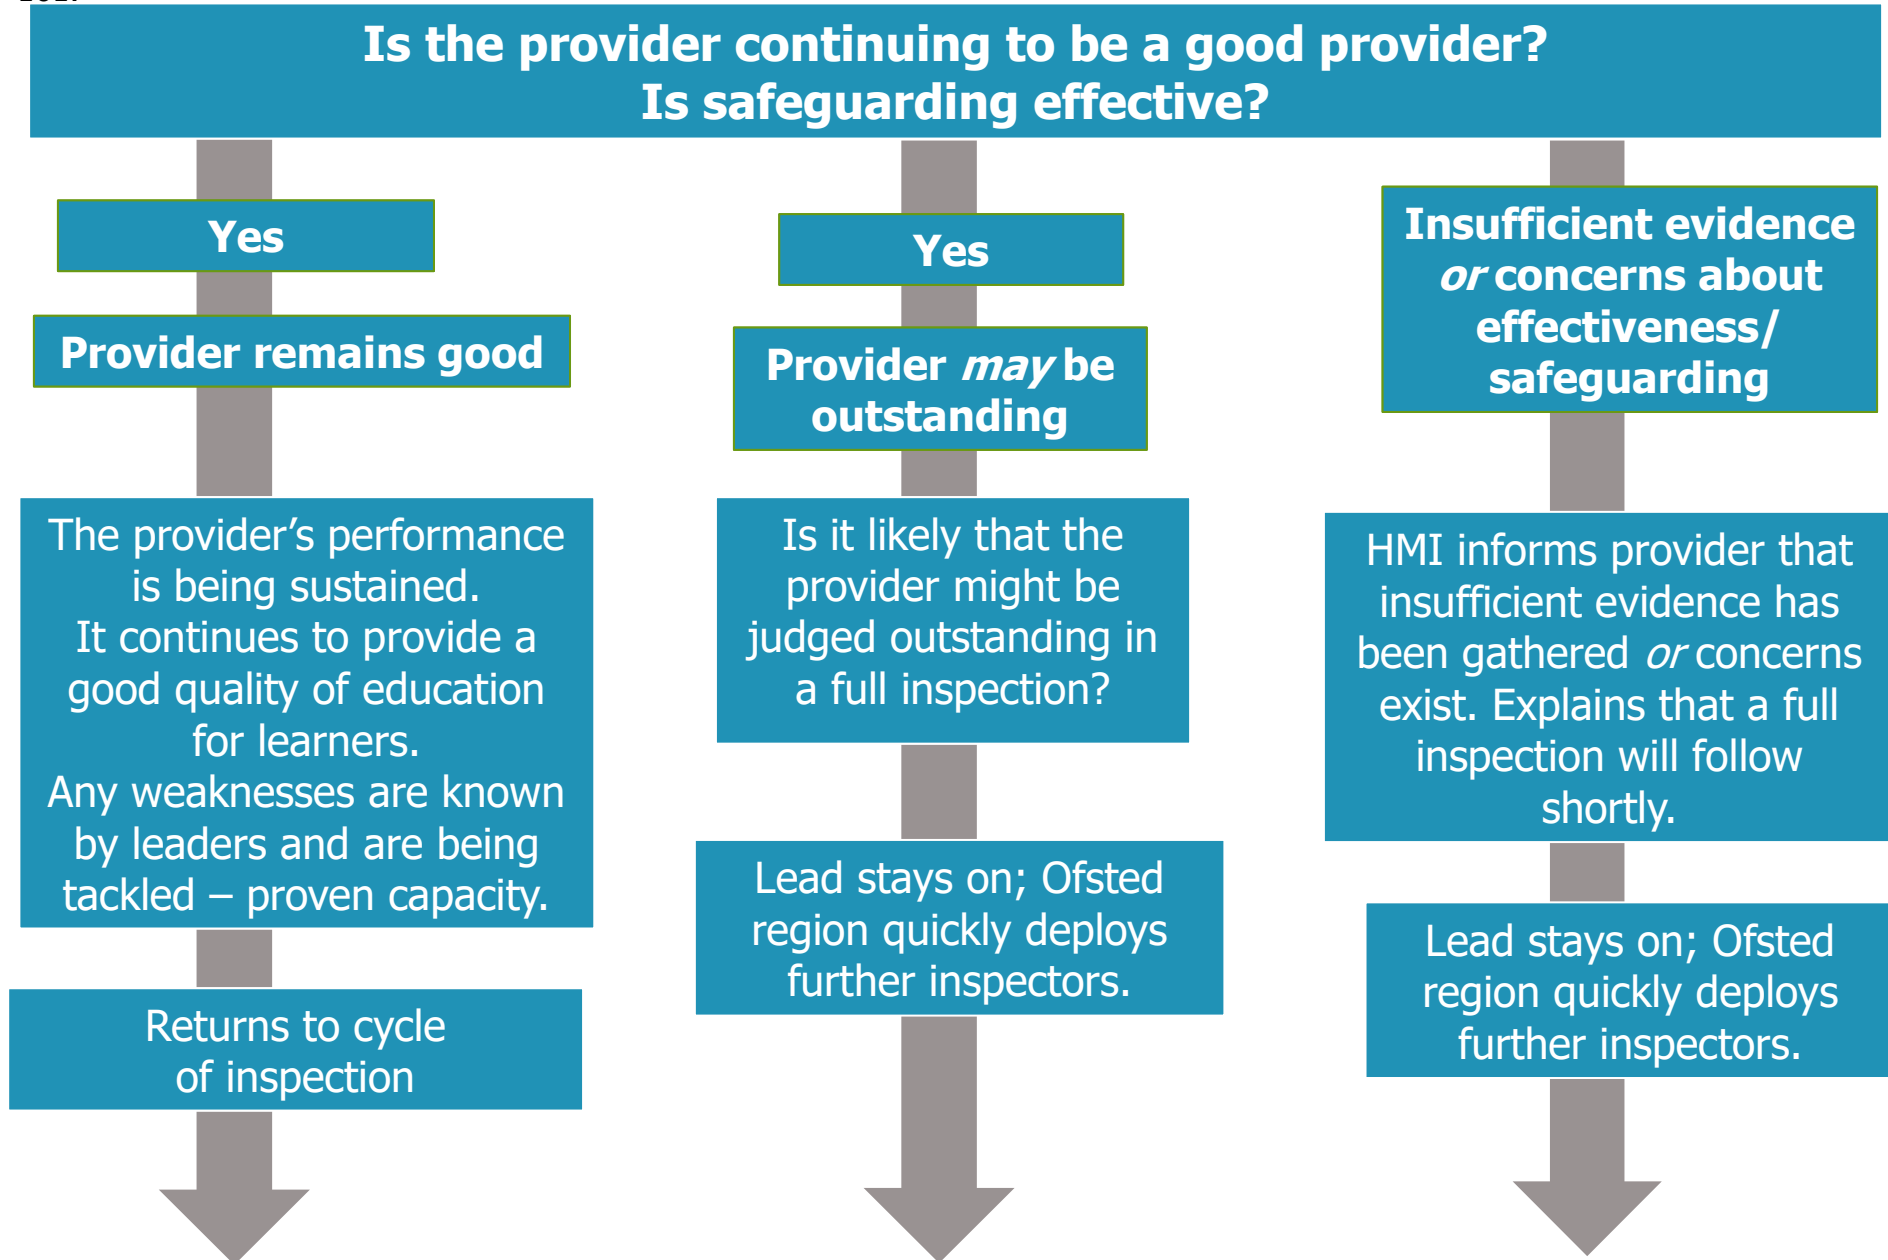 Is the provider continuing to be a good provider?
Is safeguarding effective?
Yes
Provider remains good
The provider’s performance
is being sustained.
It continues to provide a
good quality of education
for learners.
Any weaknesses are known
by leaders and are being
tackled – proven capacity.
Returns to cycle
of inspection
Yes
Provider may be
outstanding
Is it likely that the
provider might be
judged outstanding in
a full inspection?
Lead stays on; Ofsted
region quickly deploys
further inspectors.
Insufficient evidence
or concerns about
effectiveness/
safeguarding
HMI informs provider that
insufficient evidence has
been gathered or concerns
exist. Explains that a full
inspection will follow
shortly.
Lead stays on; Ofsted
region quickly deploys
further inspectors.